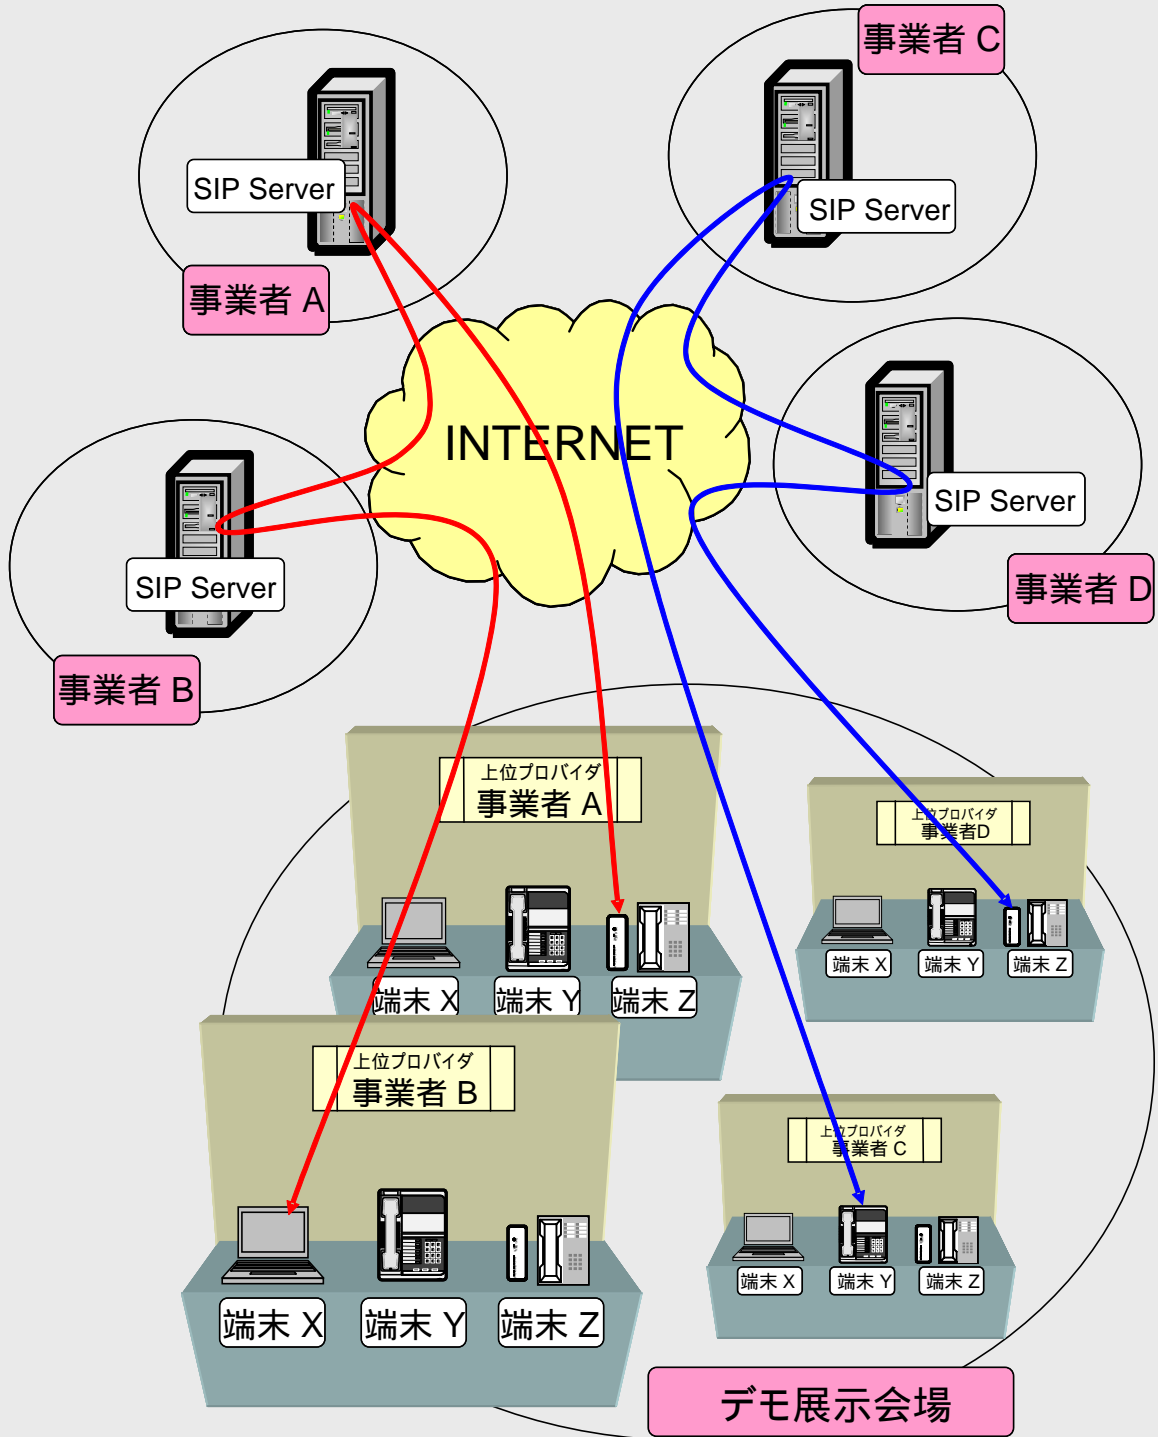 事業者 C
SIP Server
SIP Server
事業者 A
INTERNET
SIP Server
事業者 D
SIP Server
事業者 B
上位プロバイダ
事業者 A
端末 X
端末 Y
端末 Z
上位プロバイダ
事業者D
端末 X
端末 Y
端末 Z
上位プロバイダ
事業者 B
端末 X
端末 Y
端末 Z
上位プロバイダ
事業者 C
端末 X
端末 Y
端末 Z
デモ展示会場